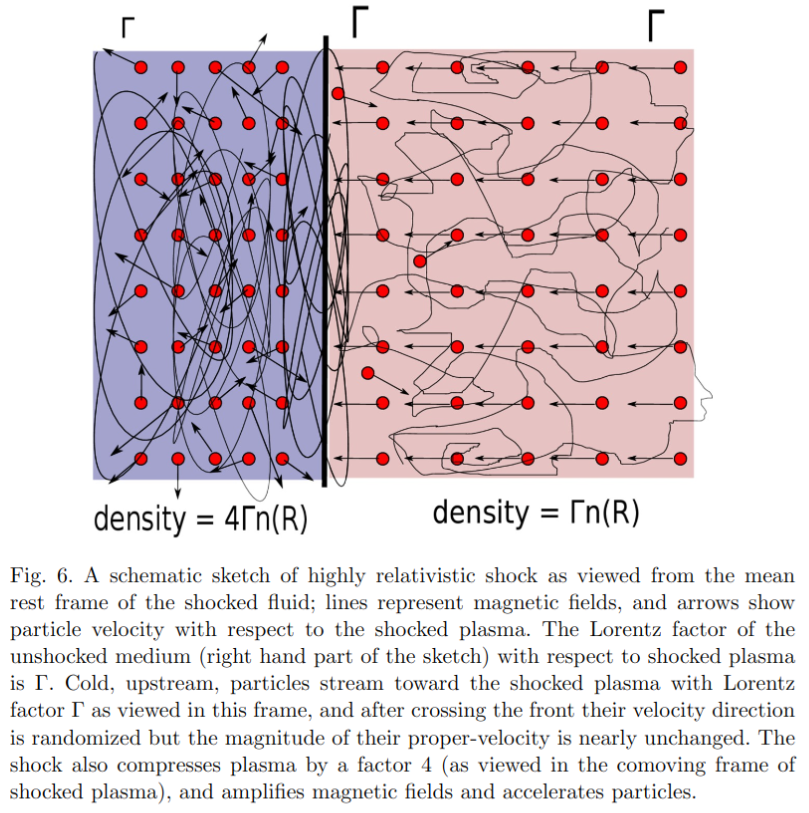 Γ Γ Γ
density = 4Γn(R)
density = Γn(R)
Fig. 6. A schematic sketch of highly relativistic shock as viewed from the mean
rest frame of the shocked fluid; lines represent magnetic fields, and arrows show
particle velocity with respect to the shocked plasma. The Lorentz factor of the
unshocked medium (right hand part of the sketch) with respect to shocked plasma
is Γ. Cold, upstream, particles stream toward the shocked plasma with Lorentz
factor Γ as viewed in this frame, and after crossing the front their velocity direction
is randomized but the magnitude of their proper-velocity is nearly unchanged. The
shock also compresses plasma by a factor 4 (as viewed in the comoving frame of
shocked plasma), and amplifies magnetic fields and accelerates particles.